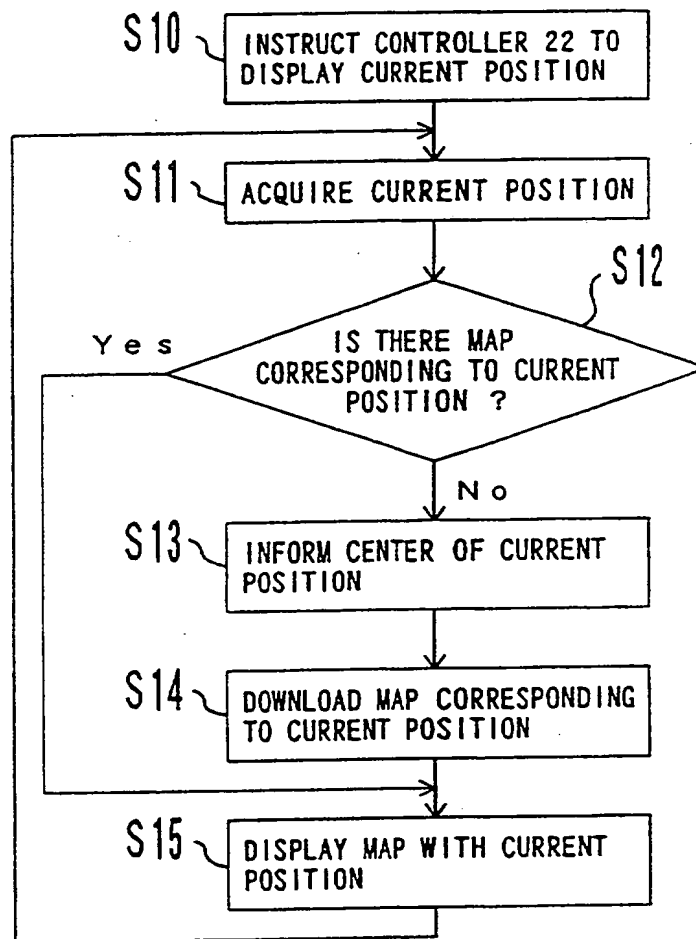 S10
INSTRUCT CONTROLLER 22 TO
DISPLAY CURRENT POSITION
S11
ACQUIRE CURRENT POSITION
S12
IS THERE MAP
CORRESPONDING TO CURRENT
POSITION ?
Yes
No
S13
INFORM CENTER OF CURRENT
POSITION
S14
DOWNLOAD MAP CORRESPONDING
TO CURRENT POSITION
S15
DISPLAY MAP WITH CURRENT
POSITION